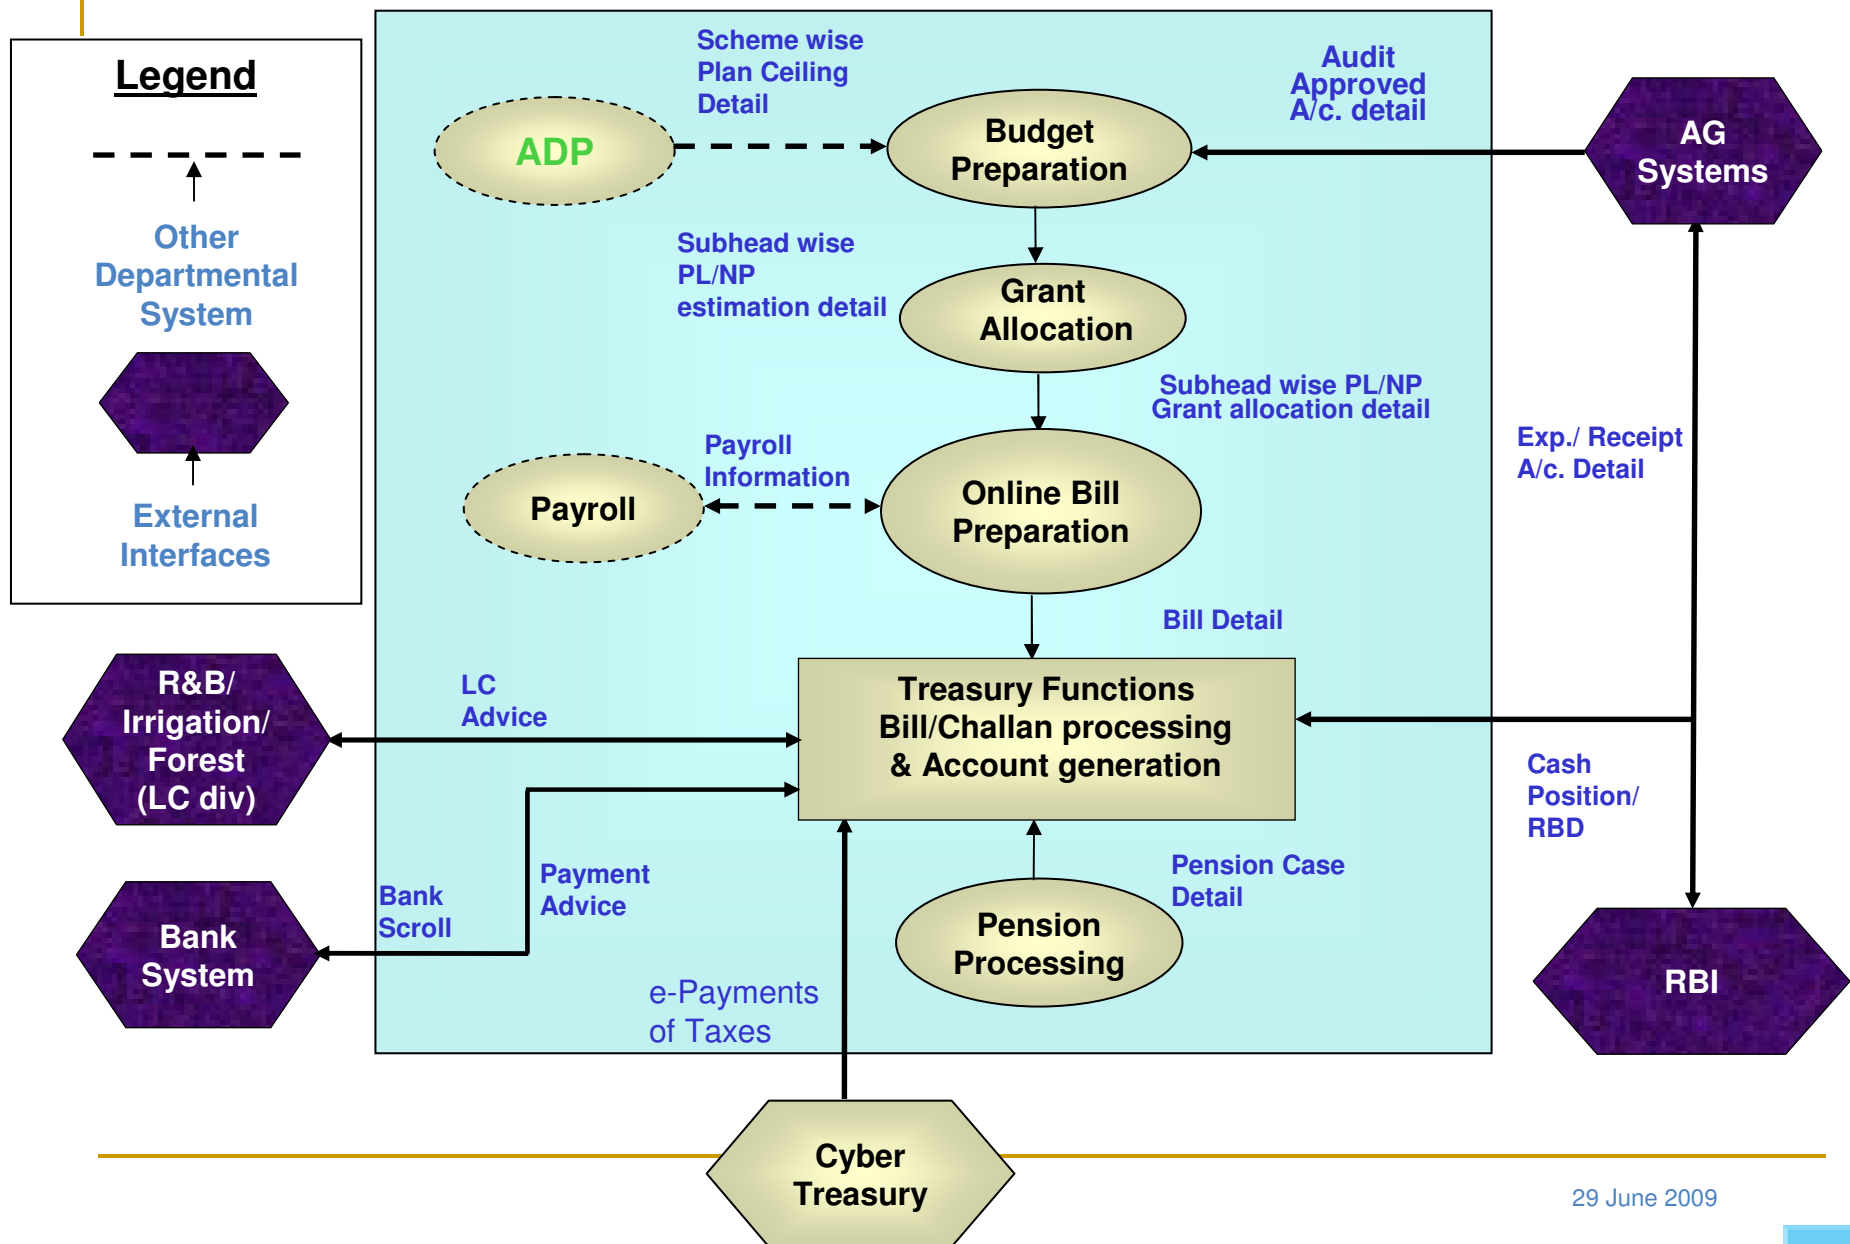 Legend
Other
Departmental
System
External
Interfaces
Scheme wise
Plan Ceiling
Detail
Audit
Approved
A/c. detail
ADP
Budget
Preparation
AG
Systems
Subhead wise
PL/NP
estimation detail
Grant
Allocation
Subhead wise PL/NP
Grant allocation detail
Exp./ Receipt
A/c. Detail
Payroll
Information
Payroll
Online Bill
Preparation
Bill Detail
R&B/
Irrigation/
Forest
(LC div)
LC
Advice
Treasury Functions
Bill/Challan processing
& Account generation
Cash
Position/
RBD
Bank
System
Bank
Scroll
Payment
Advice
Pension Case
Detail
Pension
Processing
RBI
e-Payments
of Taxes
Cyber
Treasury
29 June 2009